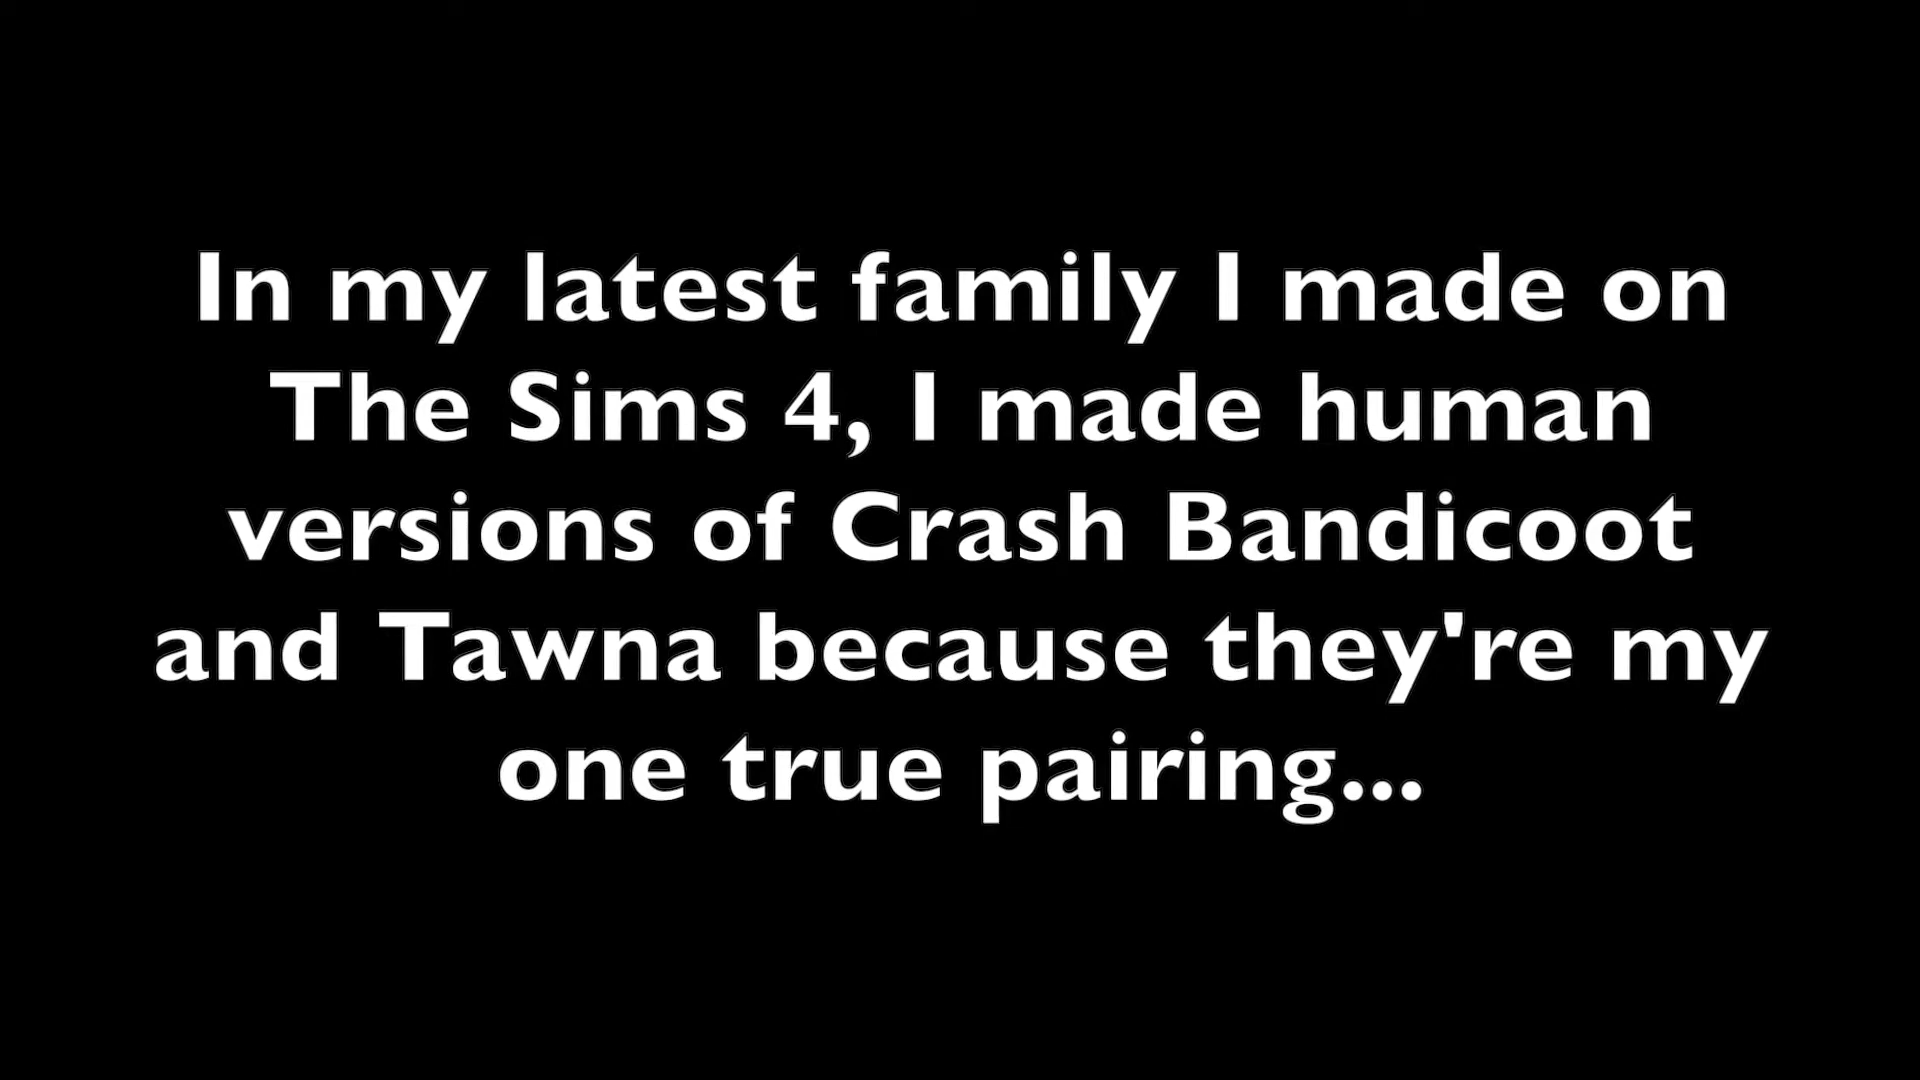 In my latest family I made on
The Sims 4, I made human
versions of Crash Bandicoot
and Tawna because they're my
one true pairing...